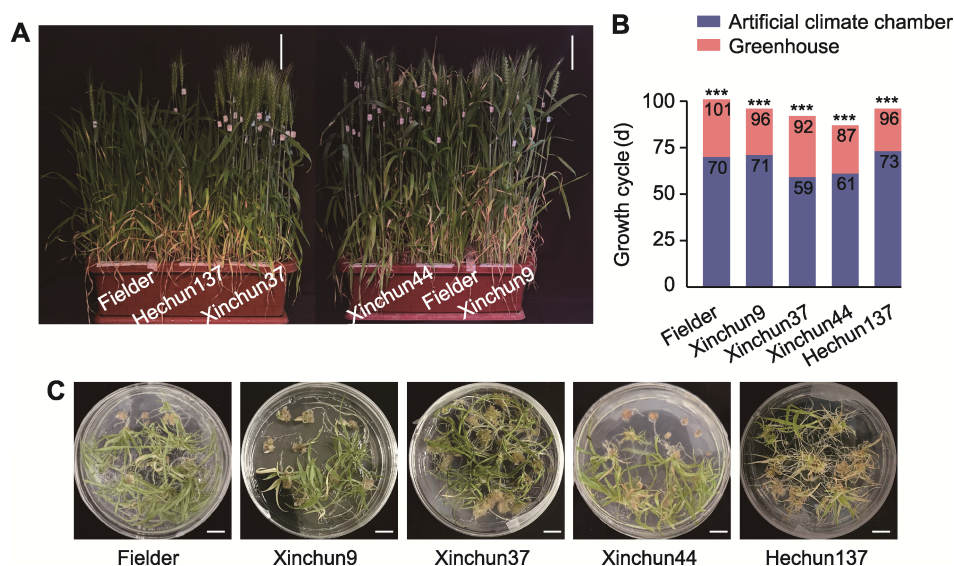 A
Fielder
Hechun137
Xinchun37
Xinchun44
Fielder
Xinchun9
B
Artificial climate chamber
Greenhouse
Growth cycle (d)
100
75
50
25
0
***
***
***
***
***
101
96
92
87
96
70
71
59
61
73
Fielder
Xinchun9
Xinchun37
Xinchun44
Hechun137
C
Fielder
Xinchun9
Xinchun37
Xinchun44
Hechun137